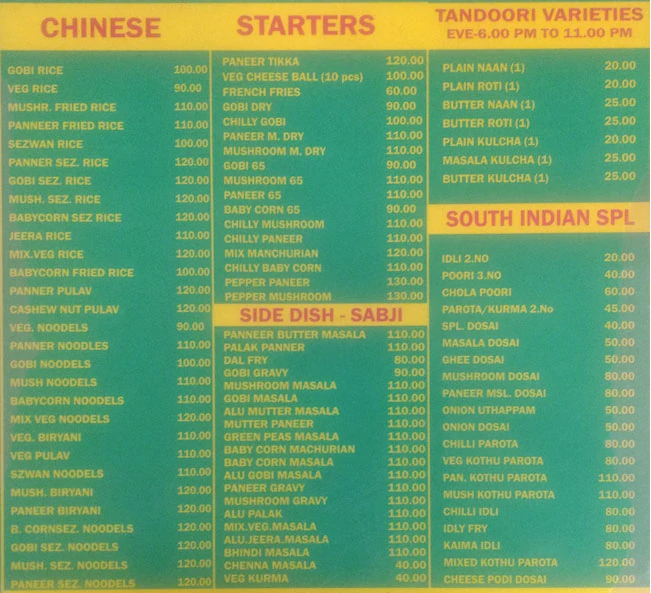 CHINESE
GOBI RICE 100.00
VEG RICE 90.00
MUSHR. FRIED RICE 110.00
PANNEER FRIED RICE 110.00
SEZWAN RICE 100.00
PANNER SEZ. RICE 120.00
GOBI SEZ. RICE 120.00
MUSH. SEZ. RICE 120.00
BABYCORN SEZ RICE 120.00
JEERA RICE 110.00
MIX.VEG RICE 120.00
BABYCORN FRIED RICE 100.00
PANNER PULAV 120.00
CASHEW NUT PULAV 120.00
VEG. NOODELS 90.00
PANNER NOODLES 110.00
GOBI NOODELS 100.00
MUSH NOODELS 110.00
BABYCORN NOODELS 110.00
MIX VEG NOODELS 120.00
VEG. BIRYANI 110.00
VEG PULAV 110.00
SZWAN NOODELS 110.00
MUSH. BIRYANI 120.00
PANEER BIRYANI 120.00
B. CORNSEZ. NOODELS 120.00
GOBI SEZ. NOODELS 120.00
MUSH. SEZ. NOODELS 120.00
PANEER SEZ. NOODELS 120.00
STARTERS
PANEER TIKKA 120.00
VEG CHEESE BALL (10 pcs) 100.00
FRENCH FRIES 60.00
GOBI DRY 90.00
CHILLY GOBI 100.00
PANEER M. DRY 110.00
MUSHROOM M. DRY 110.00
GOBI 65 90.00
MUSHROOM 65 110.00
PANEER 65 110.00
BABY CORN 65 90.00
CHILLY MUSHROOM 110.00
CHILLY PANEER 110.00
MIX MANCHURIAN 120.00
CHILLY BABY CORN 110.00
PEPPER PANEER 130.00
PEPPER MUSHROOM 130.00
SIDE DISH - SABJI
PANNEER BUTTER MASALA 110.00
PALAK PANNER 110.00
DAL FRY 80.00
GOBI GRAVY 90.00
MUSHROOM MASALA 110.00
GOBI MASALA 110.00
ALU MUTTER MASALA 110.00
MUTTER PANEER 110.00
GREEN PEAS MASALA 110.00
BABY CORN MACHURIAN 110.00
BABY CORN MASALA 110.00
ALU GOBI MASALA 110.00
PANEER GRAVY 110.00
MUSHROOM GRAVY 110.00
ALU PALAK 110.00
MIX.VEG.MASALA 110.00
ALU.JEERA.MASALA 110.00
BHINDI MASALA 110.00
CHENNA MASALA 40.00
VEG KURMA 40.00
TANDOORI VARIETIES
EVE-6.00 PM TO 11.00 PM
PLAIN NAAN (1) 20.00
PLAIN ROTI (1) 20.00
BUTTER NAAN (1) 25.00
BUTTER ROTI (1) 25.00
PLAIN KULCHA (1) 20.00
MASALA KULCHA (1) 25.00
BUTTER KULCHA (1) 25.00
SOUTH INDIAN SPL
IDLI 2.NO 20.00
POORI 3.NO 40.00
CHOLA POORI 60.00
PAROTA/KURMA 2.No 45.00
SPL. DOSAI 40.00
MASALA DOSAI 50.00
GHEE DOSAI 50.00
MUSHROOM DOSAI 80.00
PANEER MSL. DOSAI 80.00
ONION UTHAPPAM 50.00
ONION DOSAI 50.00
CHILLI PAROTA 80.00
VEG KOTHU PAROTA 80.00
PAN. KOTHU PAROTA 110.00
MUSH KOTHU PAROTA 110.00
CHILLI IDLI 80.00
IDLY FRY 80.00
KAIMA IDLI 80.00
MIXED KOTHU PAROTA 120.00
CHEESE PODI DOSAI 90.00